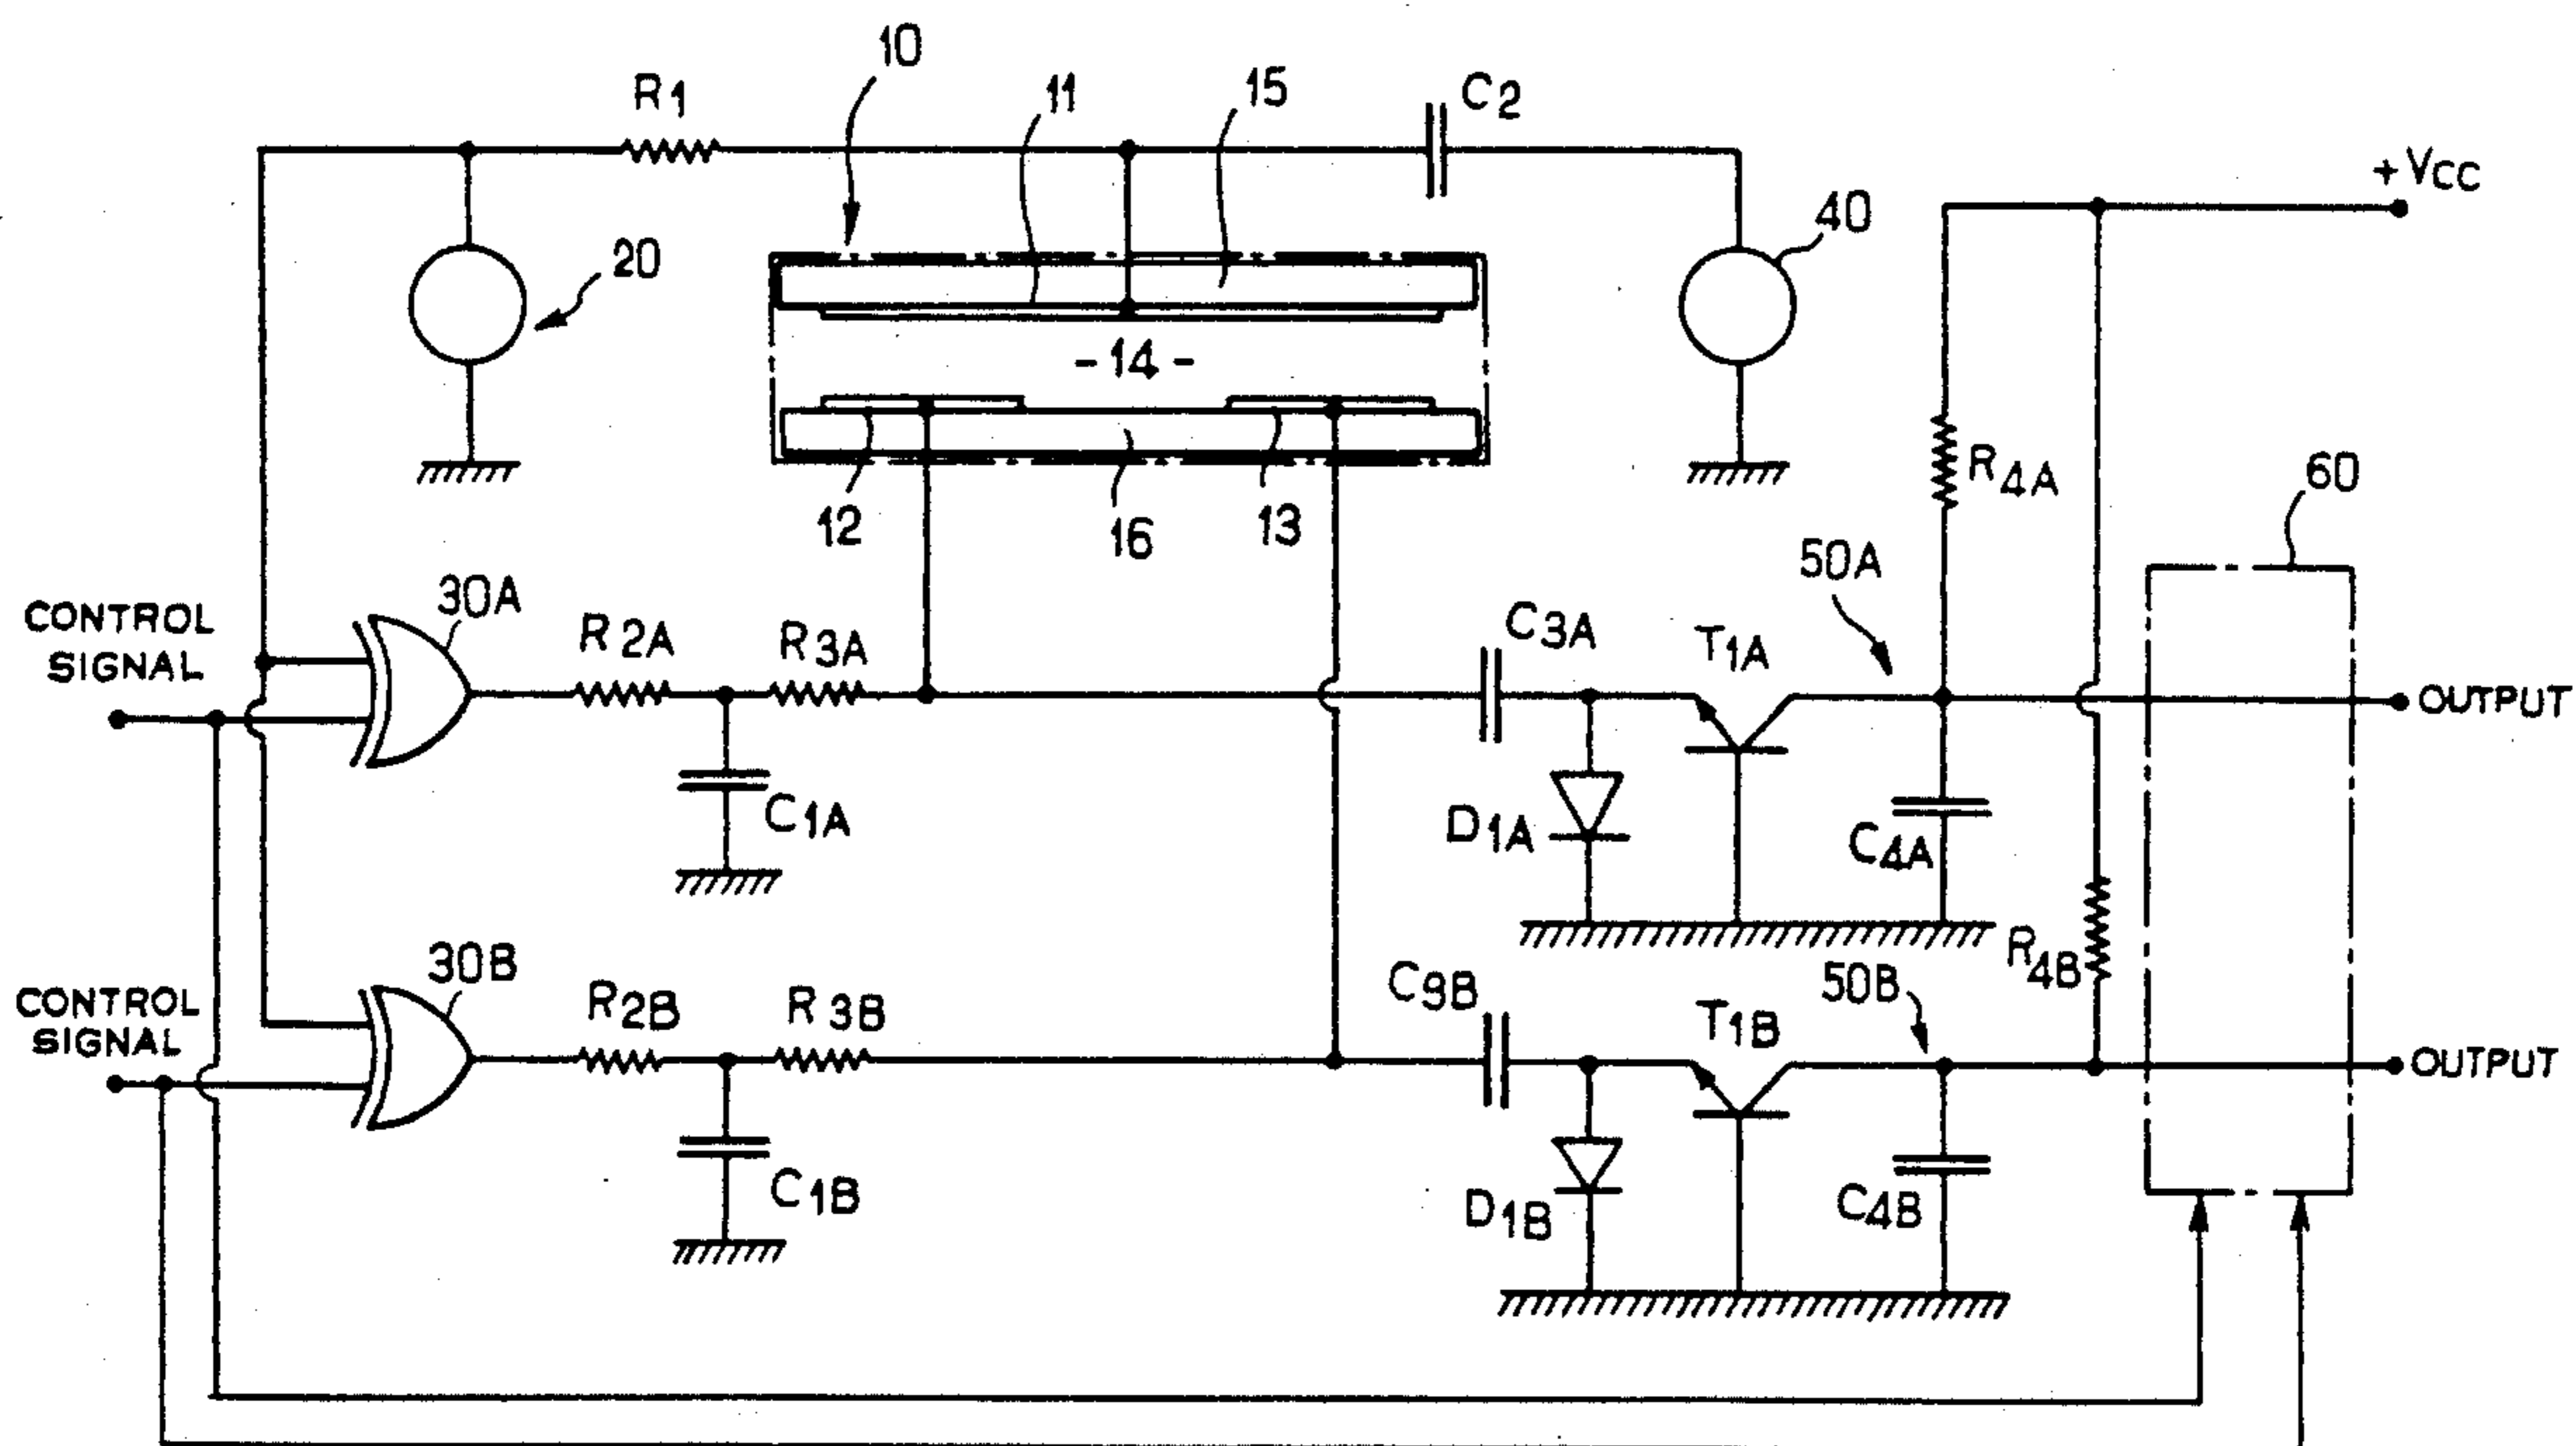 10
R1
11
15
C2
+Vcc
20
40
-14-
R4A
60
12
16
13
50A
CONTROL
SIGNAL
30A
R2A
R3A
C3A
T1A
OUTPUT
C1A
D1A
C4A
R4B
30B
CONTROL
SIGNAL
R2B
R3B
C9B
T1B
50B
OUTPUT
C1B
D1B
C4B